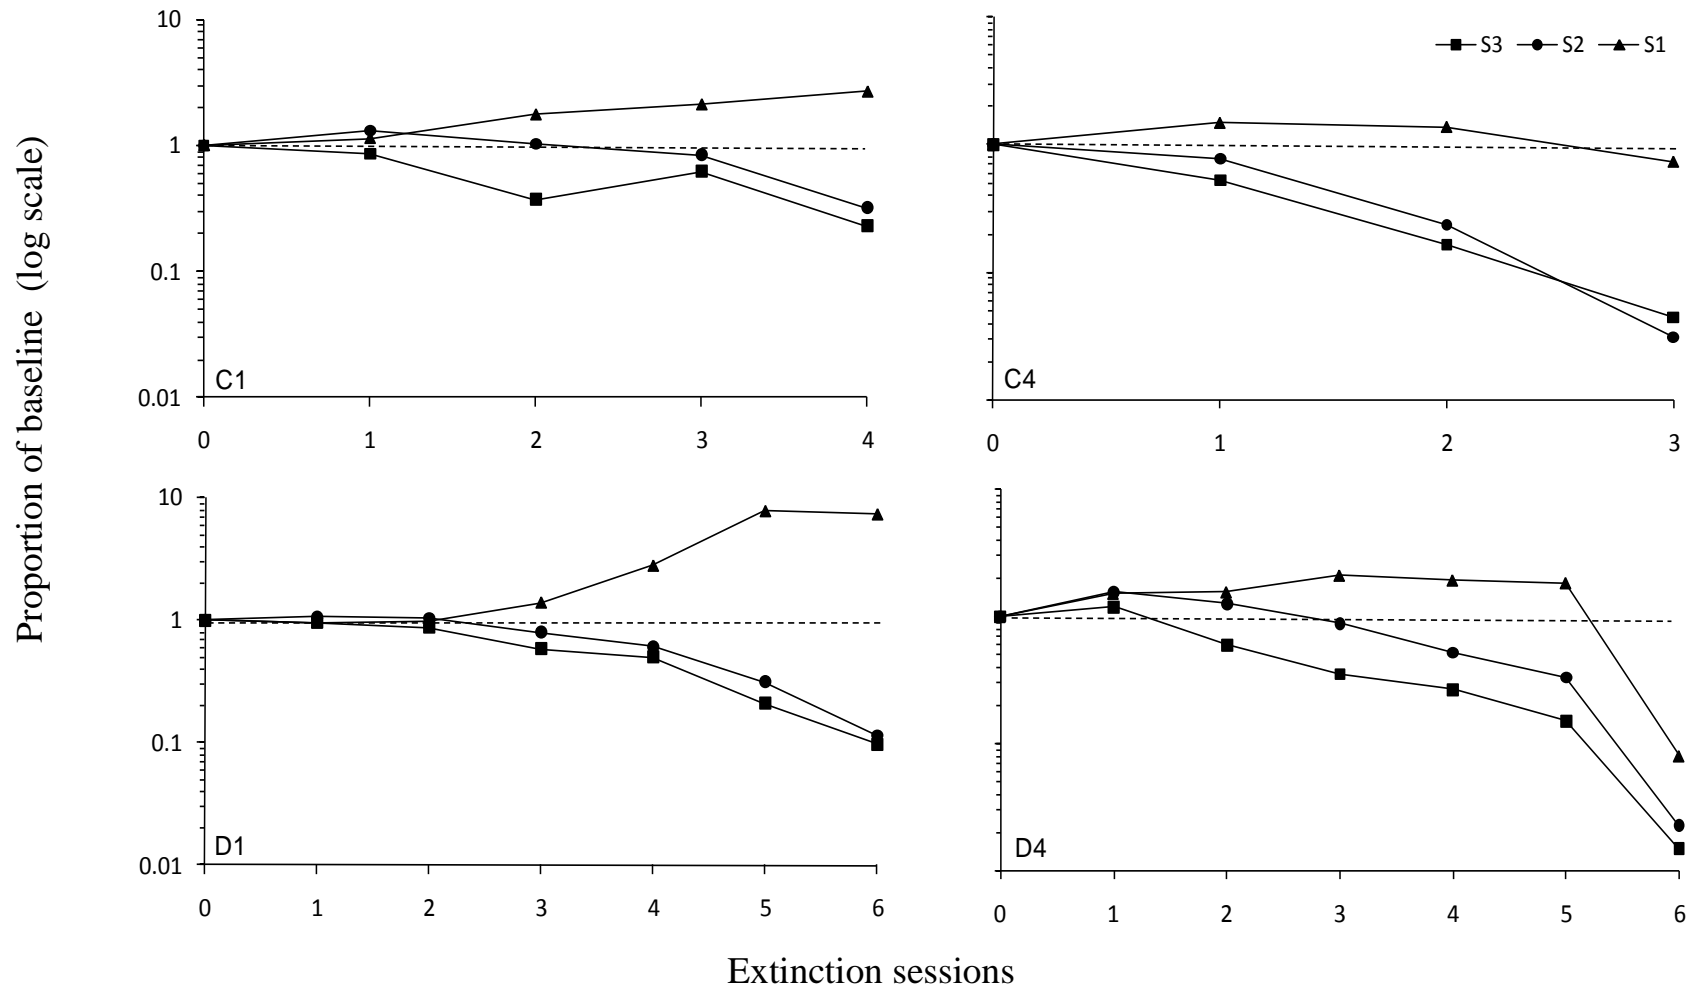 Proportion of baseline (log scale)
10
1
0.1
0.01
C1
0 1 2 3 4
S3 S2 S1
C4
0 1 2 3
10
1
0.1
0.01
D1
0 1 2 3 4 5 6
D4
0 1 2 3 4 5 6
Extinction sessions